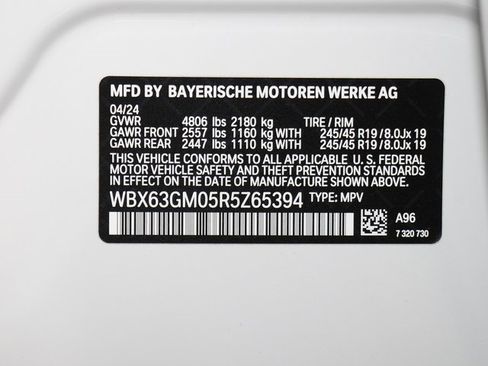 MFD BY BAYERISCHE MOTOREN WERKE AG
04/24
GVWR 4806 lbs 2180 kg TIRE / RIM
GAWR FRONT 2557 lbs 1160 kg WITH 245/45 R19 / 8.0Jx 19
GAWR REAR 2447 lbs 1110 kg WITH 245/45 R19 / 8.0Jx 19
THIS VEHICLE CONFORMS TO ALL APPLICABLE U. S. FEDERAL
MOTOR VEHICLE SAFETY AND THEFT PREVENTION STANDARDS
IN EFFECT ON THE DATE OF MANUFACTURE SHOWN ABOVE.
WBX63GM05R5Z65394 TYPE: MPV
A96
7 320 730